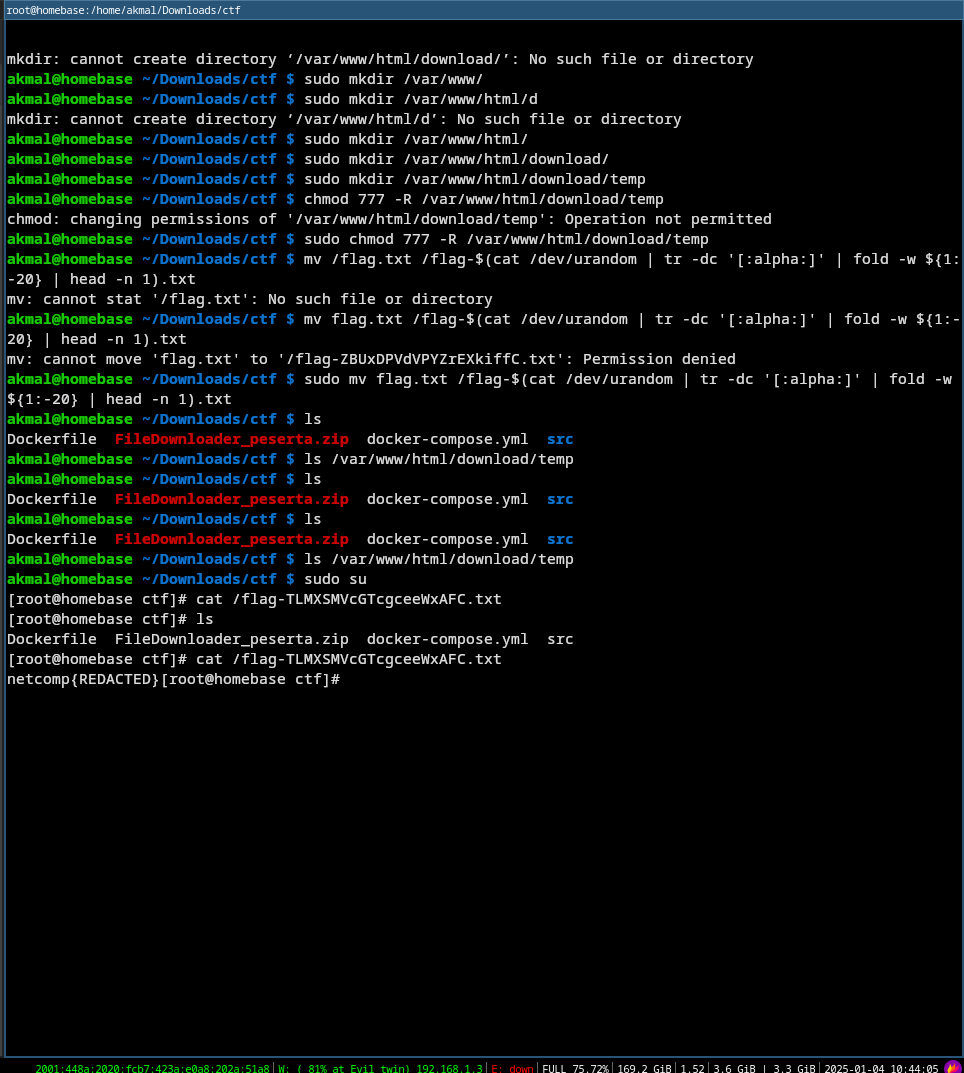 root@homebase:/home/akmal/Downloads/ctf
mkdir: cannot create directory ‘/var/www/html/download/’: No such file or directory
akmal@homebase ~/Downloads/ctf $ sudo mkdir /var/www/
akmal@homebase ~/Downloads/ctf $ sudo mkdir /var/www/html/d
mkdir: cannot create directory ‘/var/www/html/d’: No such file or directory
akmal@homebase ~/Downloads/ctf $ sudo mkdir /var/www/html/
akmal@homebase ~/Downloads/ctf $ sudo mkdir /var/www/html/download/
akmal@homebase ~/Downloads/ctf $ sudo mkdir /var/www/html/download/temp
akmal@homebase ~/Downloads/ctf $ chmod 777 -R /var/www/html/download/temp
chmod: changing permissions of '/var/www/html/download/temp': Operation not permitted
akmal@homebase ~/Downloads/ctf $ sudo chmod 777 -R /var/www/html/download/temp
akmal@homebase ~/Downloads/ctf $ mv /flag.txt /flag-$(cat /dev/urandom | tr -dc '[:alpha:]' | fold -w ${1:
-20} | head -n 1).txt
mv: cannot stat '/flag.txt': No such file or directory
akmal@homebase ~/Downloads/ctf $ mv flag.txt /flag-$(cat /dev/urandom | tr -dc '[:alpha:]' | fold -w ${1:-
20} | head -n 1).txt
mv: cannot move 'flag.txt' to '/flag-ZBUxDPVdVPYZrEXkiffC.txt': Permission denied
akmal@homebase ~/Downloads/ctf $ sudo mv flag.txt /flag-$(cat /dev/urandom | tr -dc '[:alpha:]' | fold -w
${1:-20} | head -n 1).txt
akmal@homebase ~/Downloads/ctf $ ls
Dockerfile  FileDownloader_peserta.zip  docker-compose.yml  src
akmal@homebase ~/Downloads/ctf $ ls /var/www/html/download/temp
akmal@homebase ~/Downloads/ctf $ ls
Dockerfile  FileDownloader_peserta.zip  docker-compose.yml  src
akmal@homebase ~/Downloads/ctf $ ls
Dockerfile  FileDownloader_peserta.zip  docker-compose.yml  src
akmal@homebase ~/Downloads/ctf $ ls /var/www/html/download/temp
akmal@homebase ~/Downloads/ctf $ sudo su
[root@homebase ctf]# cat /flag-TLMXSMVcGTcgceeWxAFC.txt
[root@homebase ctf]# ls
Dockerfile  FileDownloader_peserta.zip  docker-compose.yml  src
[root@homebase ctf]# cat /flag-TLMXSMVcGTcgceeWxAFC.txt
netcomp{REDACTED}[root@homebase ctf]#
2001:448a:2020:fcb7:423a:e0a8:202a:51a8 | W: ( 81% at Evil twin) 192.168.1.3 | E: down | FULL 75.72% | 169.2 GiB | 1.52 | 3.6 GiB | 3.3 GiB | 2025-01-04 10:44:05